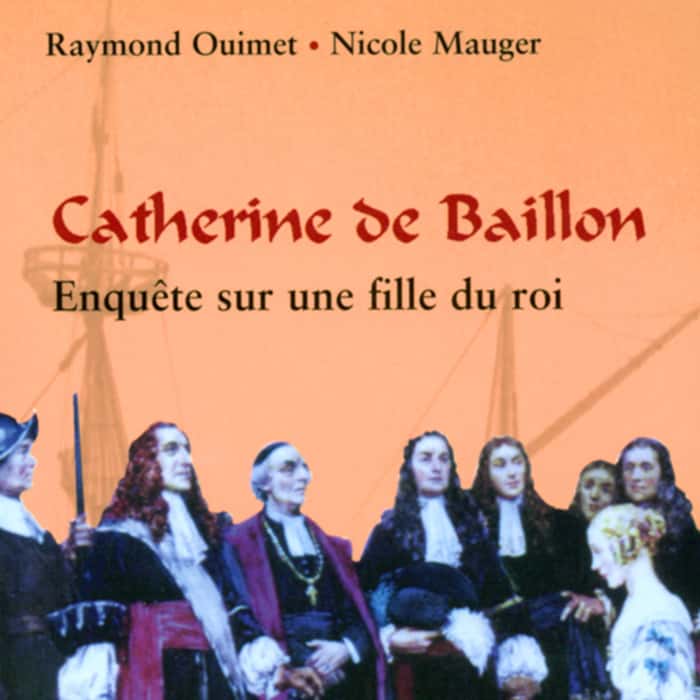 Raymond Ouimet • Nicole Mauger
Catherine de Baillon
Enquête sur une fille du roi